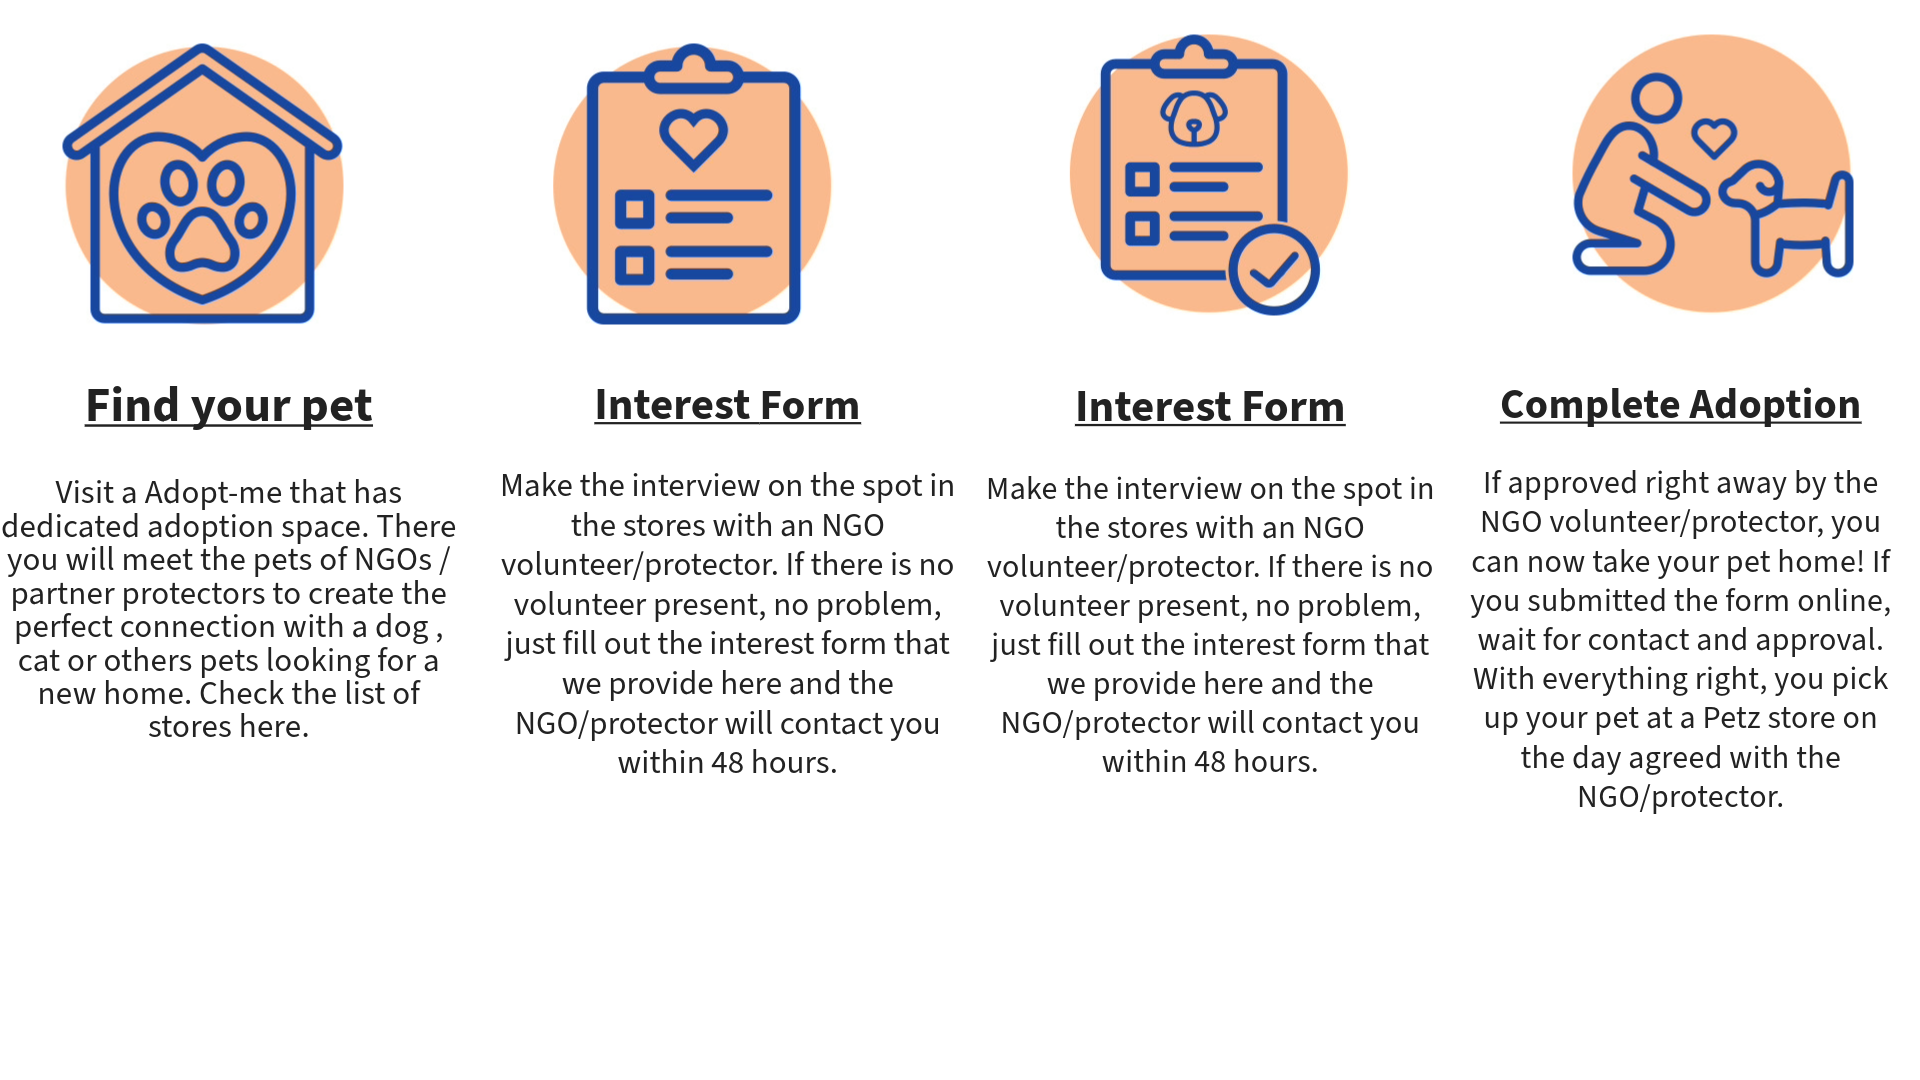 Find your pet
Visit a Adopt-me that has
dedicated adoption space. There
you will meet the pets of NGOs /
partner protectors to create the
perfect connection with a dog ,
cat or others pets looking for a
new home. Check the list of
stores here.
Interest Form
Make the interview on the spot in
the stores with an NGO
volunteer/protector. If there is no
volunteer present, no problem,
just fill out the interest form that
we provide here and the
NGO/protector will contact you
within 48 hours.
Interest Form
Make the interview on the spot in
the stores with an NGO
volunteer/protector. If there is no
volunteer present, no problem,
just fill out the interest form that
we provide here and the
NGO/protector will contact you
within 48 hours.
Complete Adoption
If approved right away by the
NGO volunteer/protector, you
can now take your pet home! If
you submitted the form online,
wait for contact and approval.
With everything right, you pick
up your pet at a Petz store on
the day agreed with the
NGO/protector.